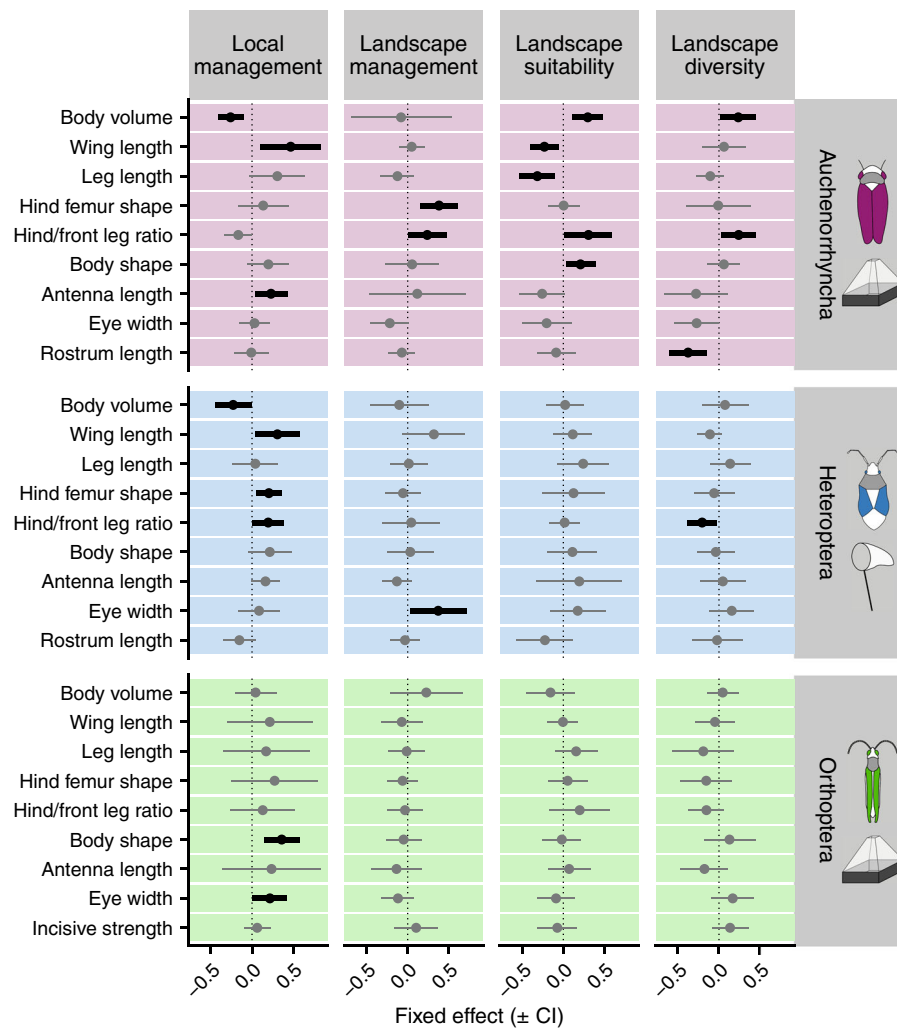 Local
management
Landscape
management
Landscape
suitability
Landscape
diversity
Body volume
Wing length
Leg length
Hind femur shape
Hind/front leg ratio
Body shape
Antenna length
Eye width
Rostrum length
Auchenorrhyncha
Body volume
Wing length
Leg length
Hind femur shape
Hind/front leg ratio
Body shape
Antenna length
Eye width
Rostrum length
Heteroptera
Body volume
Wing length
Leg length
Hind femur shape
Hind/front leg ratio
Body shape
Antenna length
Eye width
Incisive strength
Orthoptera
−0.5 0.0 0.5 −0.5 0.0 0.5 −0.5 0.0 0.5 −0.5 0.0 0.5
Fixed effect (± CI)